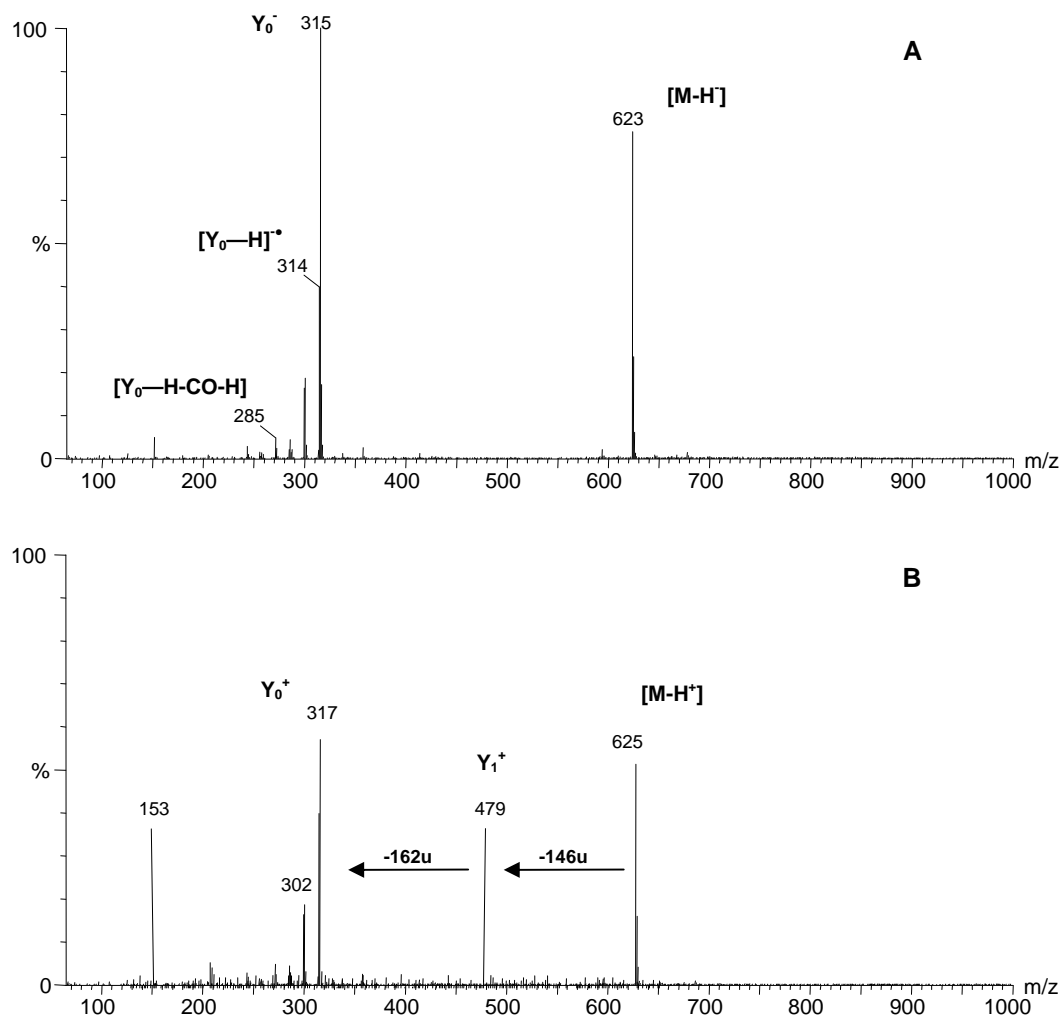 Y₀⁻ 315
100
A
[M-H⁻]
623
[Y₀—H]⁻•
%
314
[Y₀—H-CO-H]
285
0
100 200 300 400 500 600 700 800 900 1000 m/z
100
B
Y₀⁺
[M-H⁺]
317
625
Y₁⁺
%
153
479
-162u
-146u
302
0
100 200 300 400 500 600 700 800 900 1000 m/z